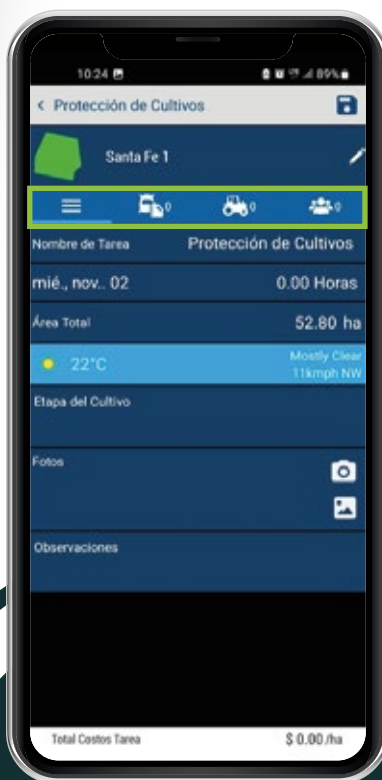 10:24 89%
< Protección de Cultivos
Santa Fe 1
0 0 0
Nombre de Tarea Protección de Cultivos
mié., nov.. 02 0.00 Horas
Área Total 52.80 ha
22°C Mostly Clear
11kmph NW
Etapa del Cultivo
Fotos
Observaciones
Total Costos Tarea $ 0.00 /ha